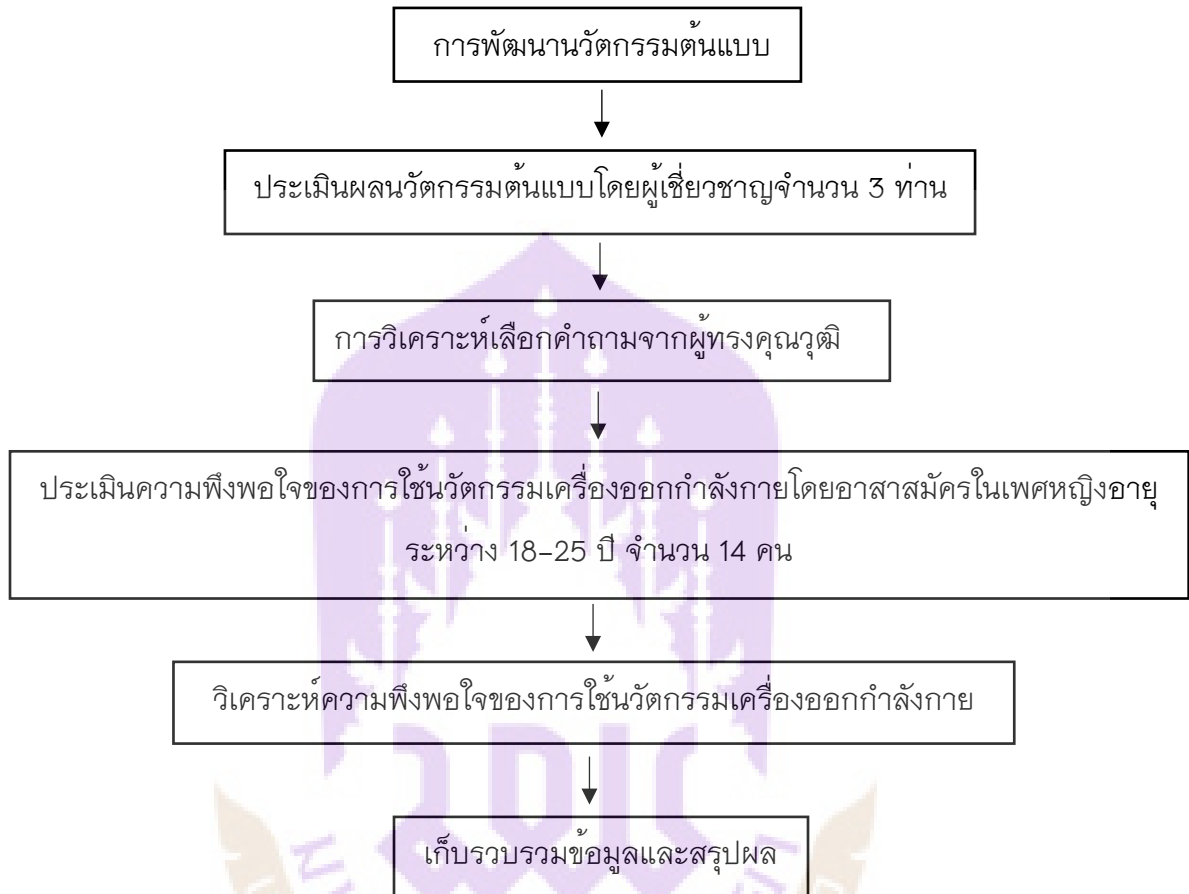 การพัฒนานวัตกรรมต้นแบบ
ประเมินผลนวัตกรรมต้นแบบโดยผู้เชี่ยวชาญจำนวน 3 ท่าน
การวิเคราะห์เลือกคำถามจากผู้ทรงคุณวุฒิ
ประเมินความพึงพอใจของการใช้นวัตกรรมเครื่องออกกำลังกายโดยอาสาสมัครในเพศหญิงอายุ
ระหว่าง 18-25 ปี จำนวน 14 คน
วิเคราะห์ความพึงพอใจของการใช้นวัตกรรมเครื่องออกกำลังกาย
เก็บรวบรวมข้อมูลและสรุปผล